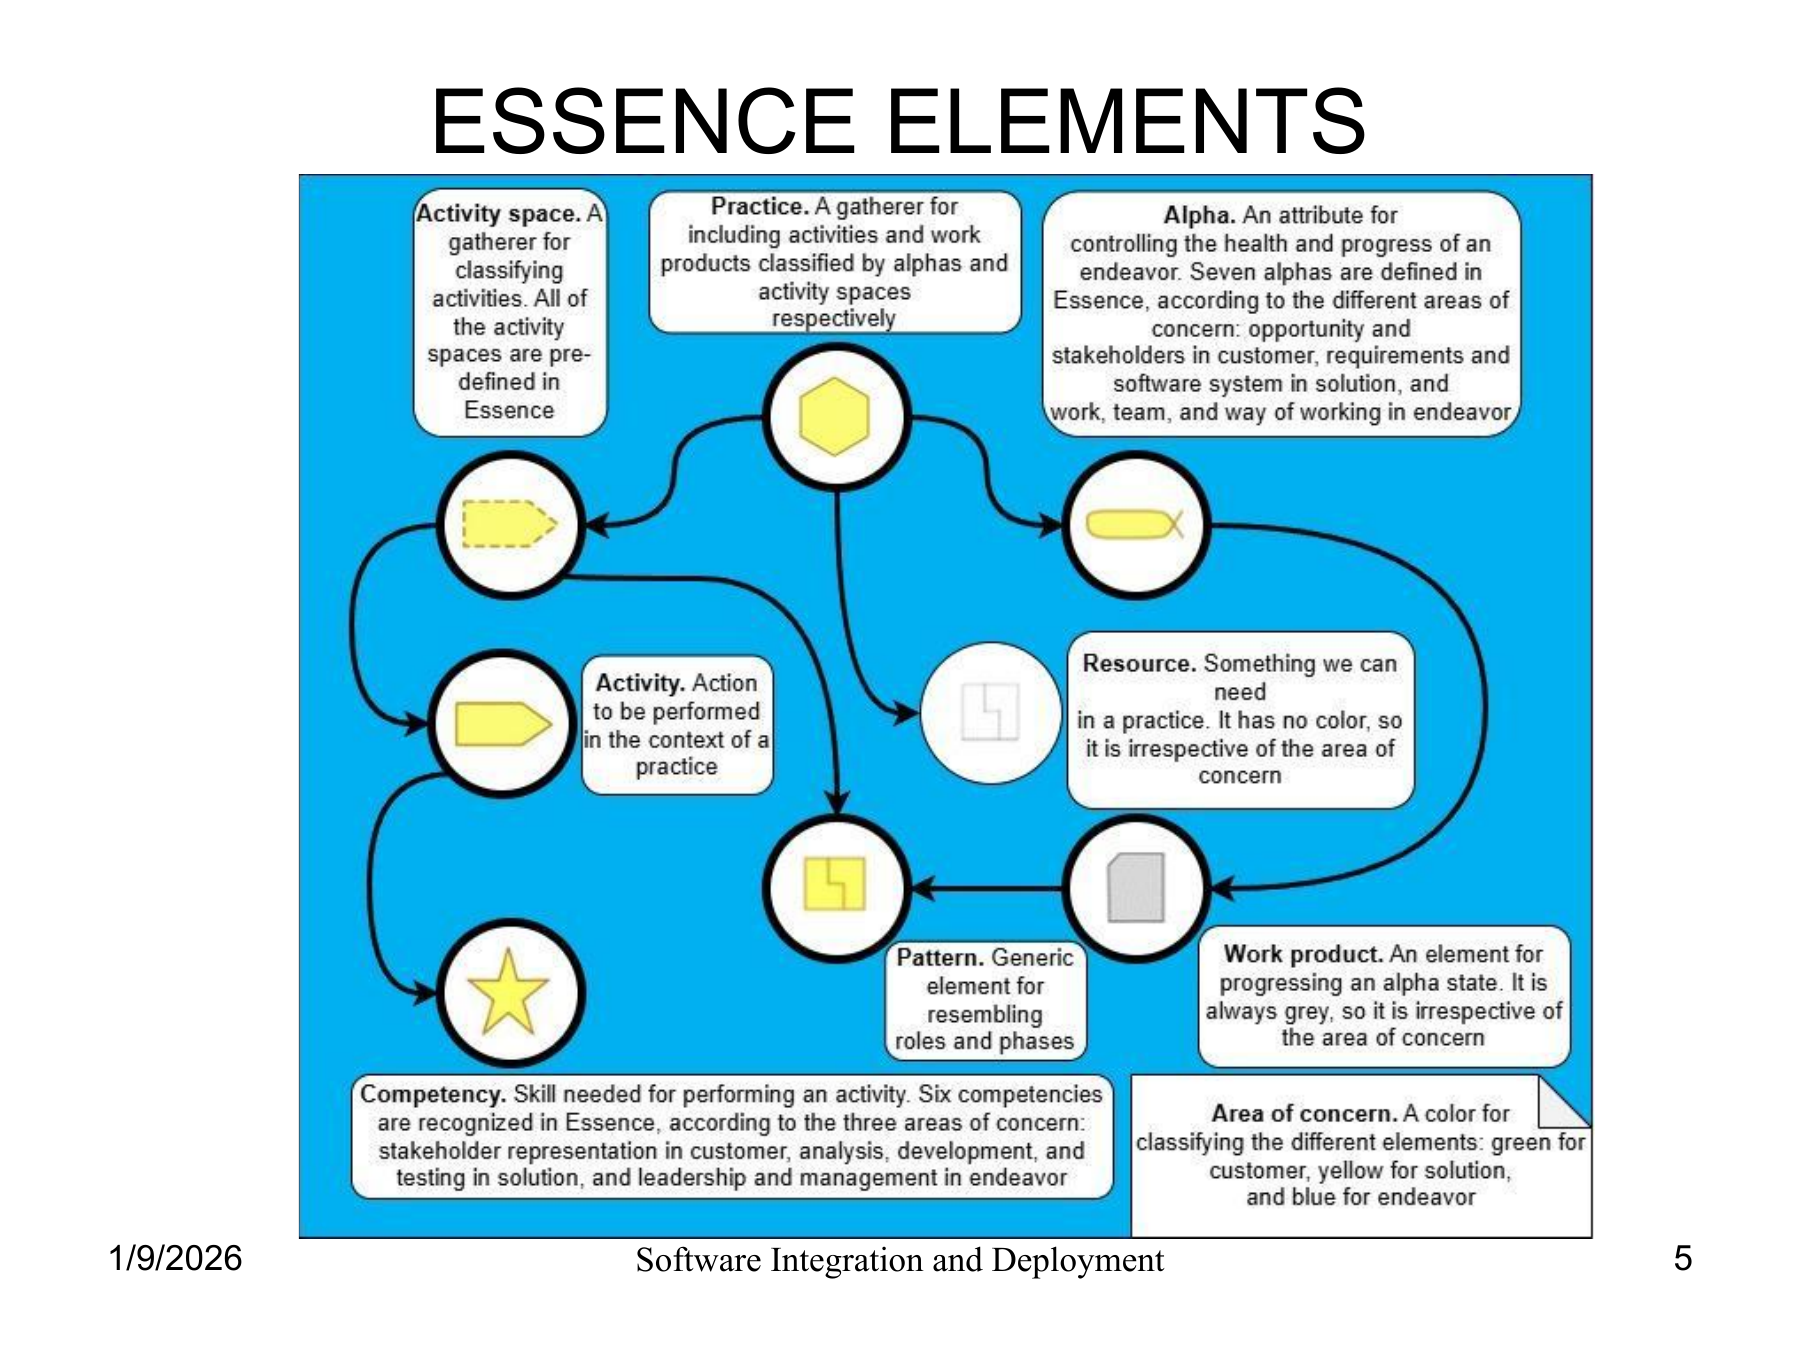 ESSENCE ELEMENTS
Activity space. A
gatherer for
classifying
activities. All of
the activity
spaces are pre-
defined in
Essence
Practice. A gatherer for
including activities and work
products classified by alphas and
activity spaces
respectively
Alpha. An attribute for
controlling the health and progress of an
endeavor. Seven alphas are defined in
Essence, according to the different areas of
concern: opportunity and
stakeholders in customer, requirements and
software system in solution, and
work, team, and way of working in endeavor
Activity. Action
to be performed
in the context of a
practice
Resource. Something we can
need
in a practice. It has no color, so
it is irrespective of the area of
concern
Pattern. Generic
element for
resembling
roles and phases
Work product. An element for
progressing an alpha state. It is
always grey, so it is irrespective of
the area of concern
Competency. Skill needed for performing an activity. Six competencies
are recognized in Essence, according to the three areas of concern:
stakeholder representation in customer, analysis, development, and
testing in solution, and leadership and management in endeavor
Area of concern. A color for
classifying the different elements: green for
customer, yellow for solution,
and blue for endeavor
1/9/2026
Software Integration and Deployment
5